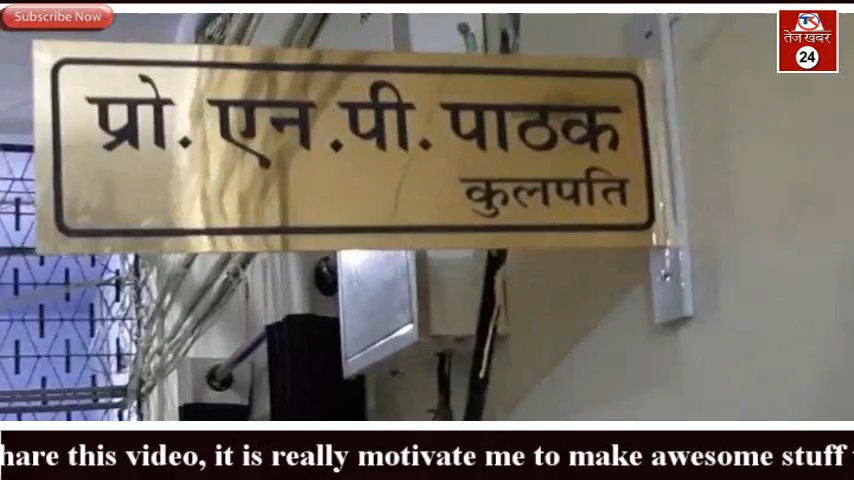 Subscribe Now
तेज खबर
24
प्रो. एन.पी. पाठक
कुलपति
hare this video, it is really motivate me to make awesome stuff